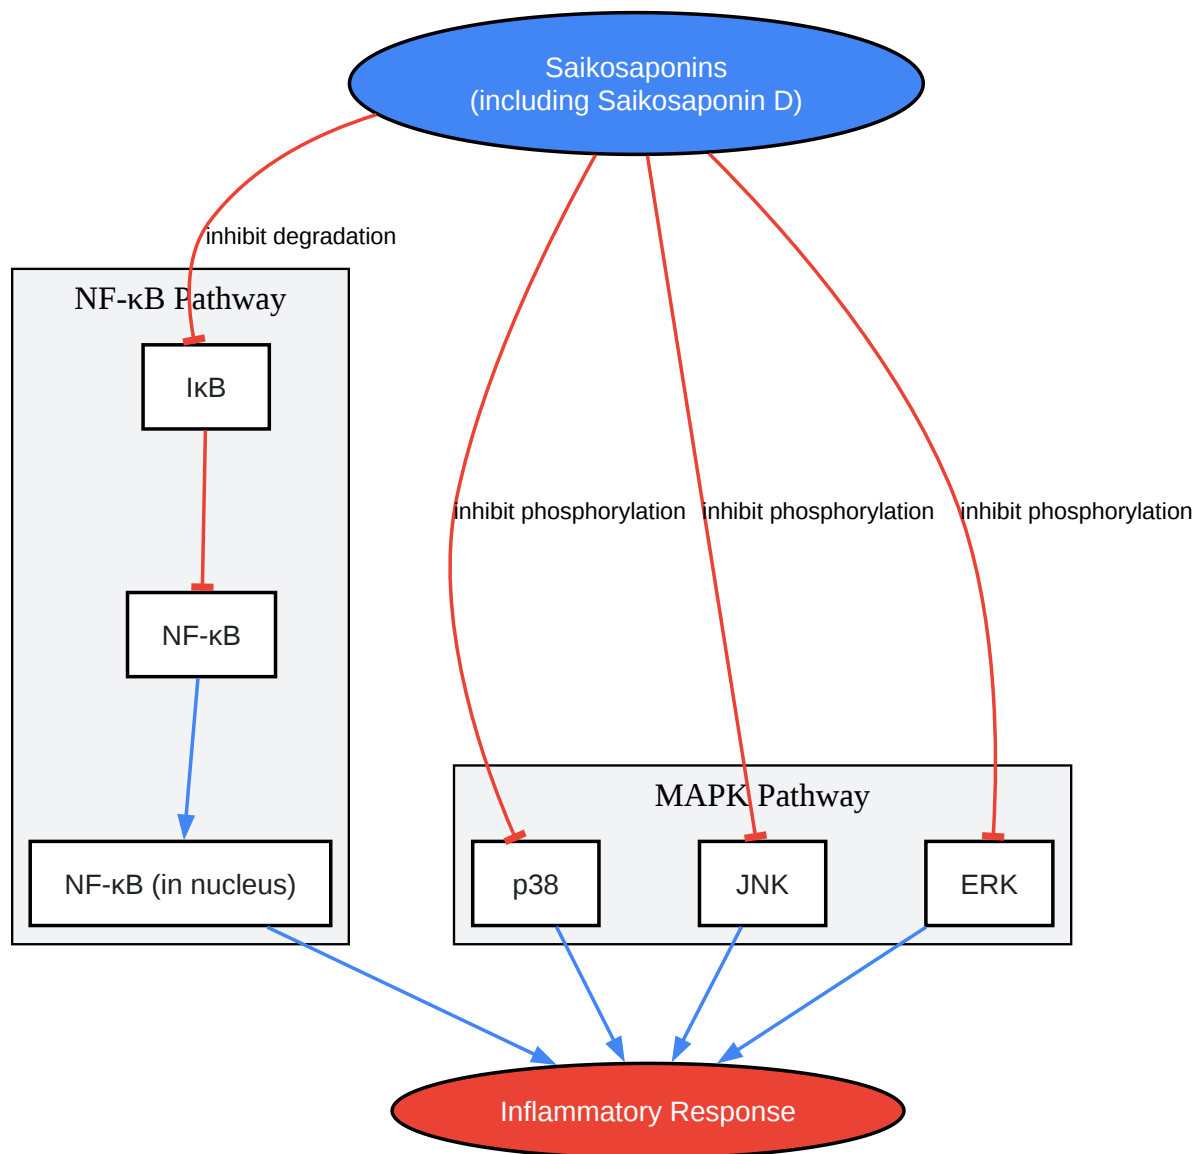 Saikosaponins
(including Saikosaponin D)
inhibit degradation
NF-κB Pathway
IκB
inhibit phosphorylation
inhibit phosphorylation
inhibit phosphorylation
NF-κB
MAPK Pathway
NF-κB (in nucleus)
p38
JNK
ERK
Inflammatory Response